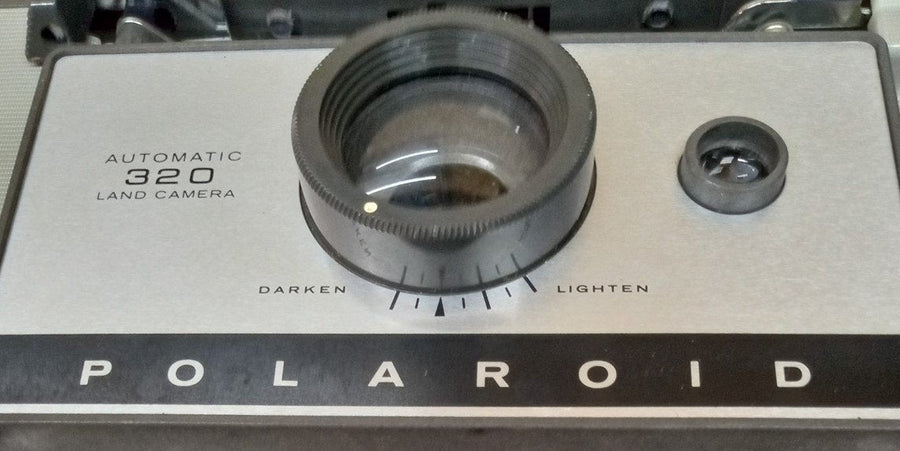 AUTOMATIC
320
LAND CAMERA
DARKEN
LIGHTEN
POLAROID